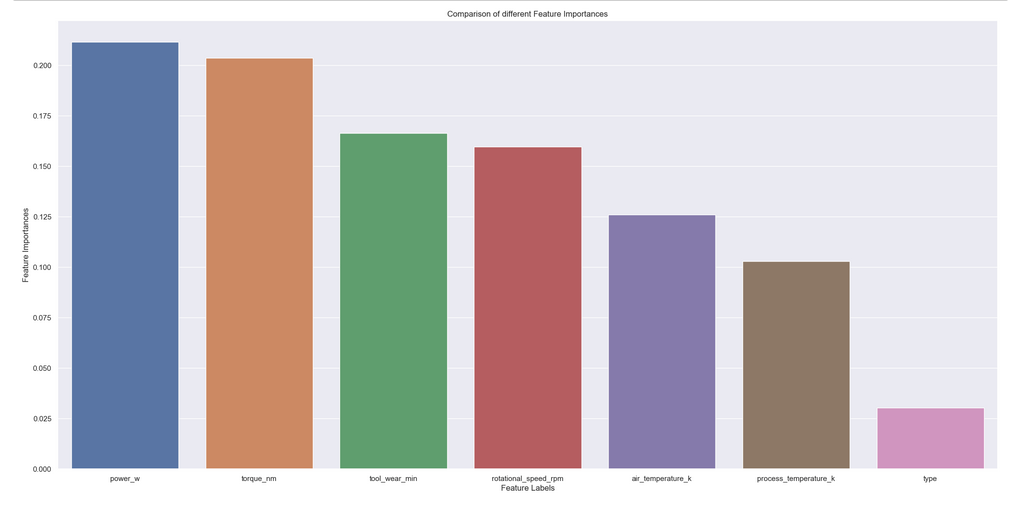 Comparison of different Feature Importances
Feature Importances
0.200
0.175
0.150
0.125
0.100
0.075
0.050
0.025
0.000
power_w torque_nm tool_wear_min rotational_speed_rpm air_temperature_k process_temperature_k type
Feature Labels